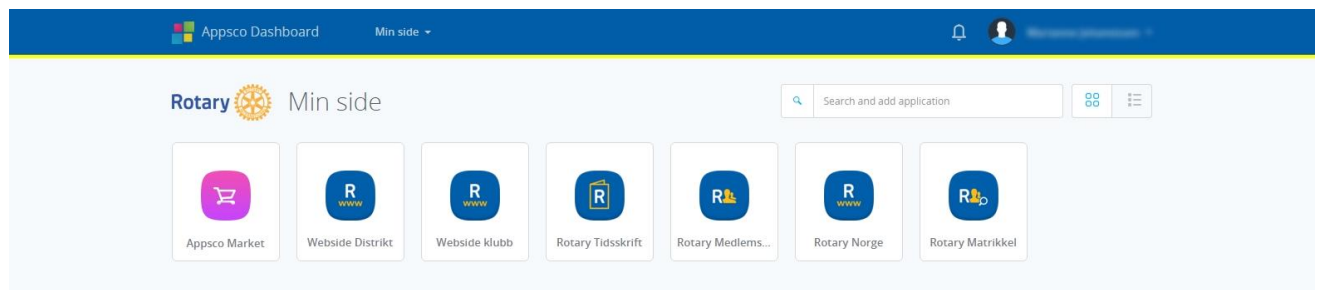 Appsco Dashboard Min side
Rotary Min side
Search and add application
R
www
R
www
R
R
R
www
R
Appsco Market
Webside Distrikt
Webside klubb
Rotary Tidsskrift
Rotary Medlems...
Rotary Norge
Rotary Matrikkel